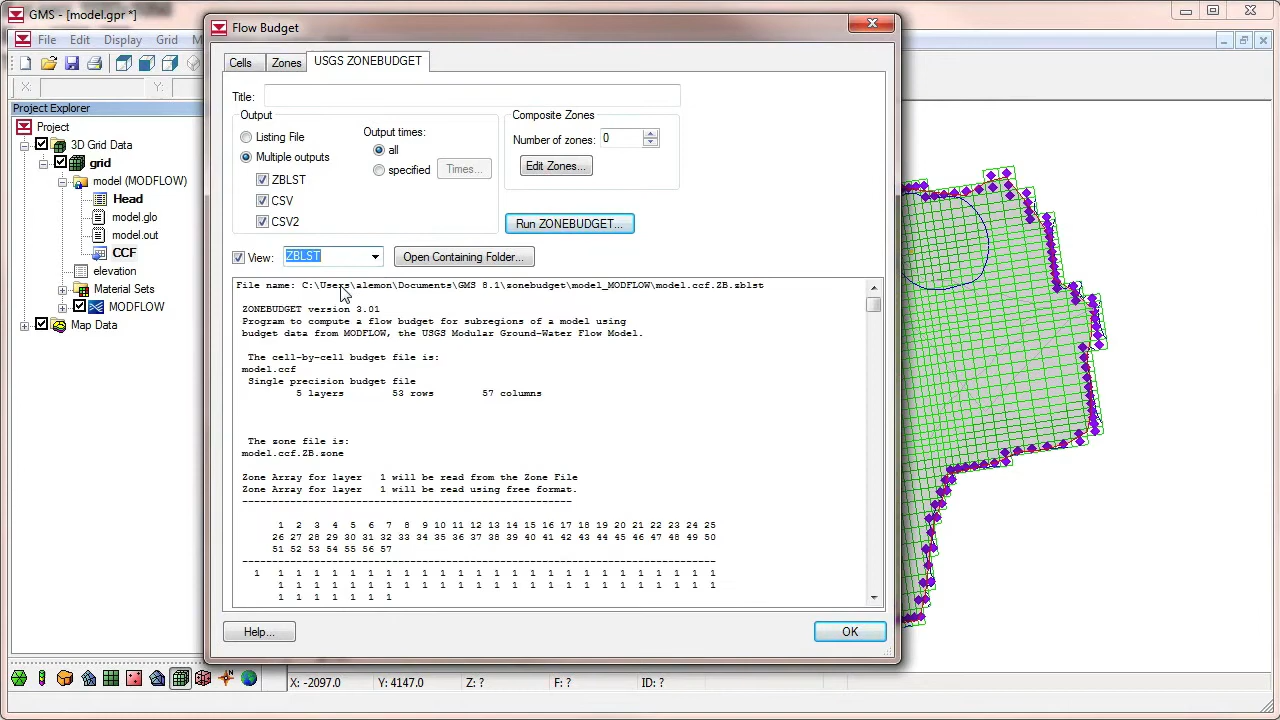 GMS - [model.gpr *]
File Edit Display Grid
X: Y:
Project Explorer
Project
3D Grid Data
grid
model (MODFLOW)
Head
model.glo
model.out
CCF
elevation
Material Sets
MODFLOW
Map Data
Flow Budget
Cells Zones USGS ZONEBUDGET
Title:
Output
Listing File
Multiple outputs
ZBLST
CSV
CSV2
Output times:
all
specified Times...
Composite Zones
Number of zones: 0
Edit Zones...
Run ZONEBUDGET...
View: ZBLST Open Containing Folder...
File name: C:\Users\alemon\Documents\GMS 8.1\zonebudget\model_MODFLOW\model.ccf.ZB.zblst
ZONEBUDGET version 3.01
Program to compute a flow budget for subregions of a model using
budget data from MODFLOW, the USGS Modular Ground-Water Flow Model.
The cell-by-cell budget file is:
model.ccf
Single precision budget file
5 layers 53 rows 57 columns
The zone file is:
model.ccf.ZB.zone
Zone Array for layer 1 will be read from the Zone File
Zone Array for layer 1 will be read using free format.
-------------------------------------------------------
1 2 3 4 5 6 7 8 9 10 11 12 13 14 15 16 17 18 19 20 21 22 23 24 25
26 27 28 29 30 31 32 33 34 35 36 37 38 39 40 41 42 43 44 45 46 47 48 49 50
51 52 53 54 55 56 57
-------------------------------------------------------------------------------
1 1 1 1 1 1 1 1 1 1 1 1 1 1 1 1 1 1 1 1 1 1 1 1 1 1
1 1 1 1 1 1 1 1 1 1 1 1 1 1 1 1 1 1 1 1 1 1 1 1 1
1 1 1 1 1 1 1
Help... OK
X: -2097.0 Y: 4147.0 Z: ? F: ? ID: ?